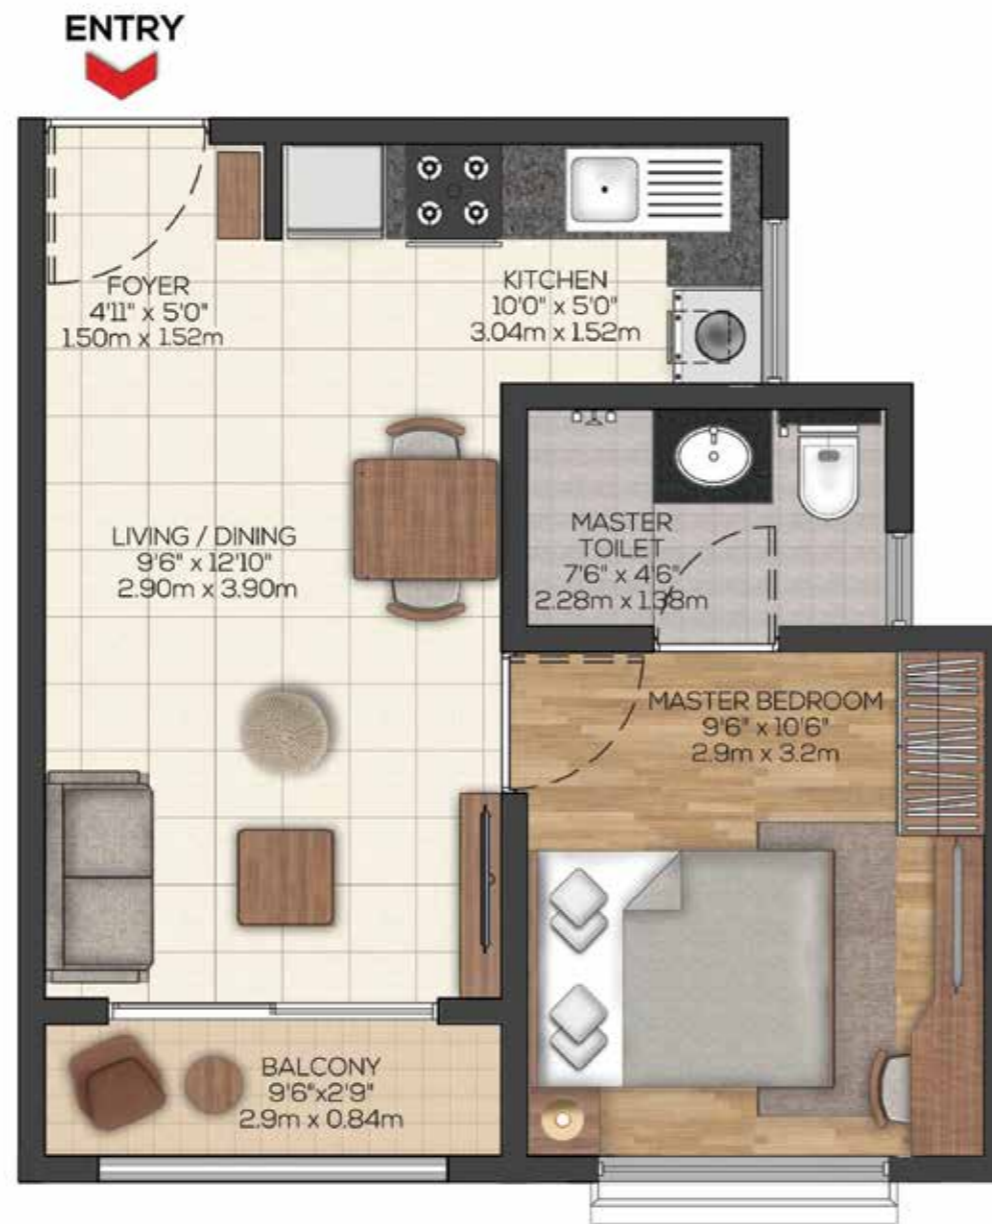 ENTRY
FOYER
4'11" x 5'0"
1.50m x 1.52m
KITCHEN
10'0" x 5'0"
3.04m x 1.52m
LIVING / DINING
9'6" x 12'10"
2.90m x 3.90m
MASTER
TOILET
7'6" x 4'6"
2.28m x 1.38m
MASTER BEDROOM
9'6" x 10'6"
2.9m x 3.2m
BALCONY
9'6"x2'9"
2.9m x 0.84m